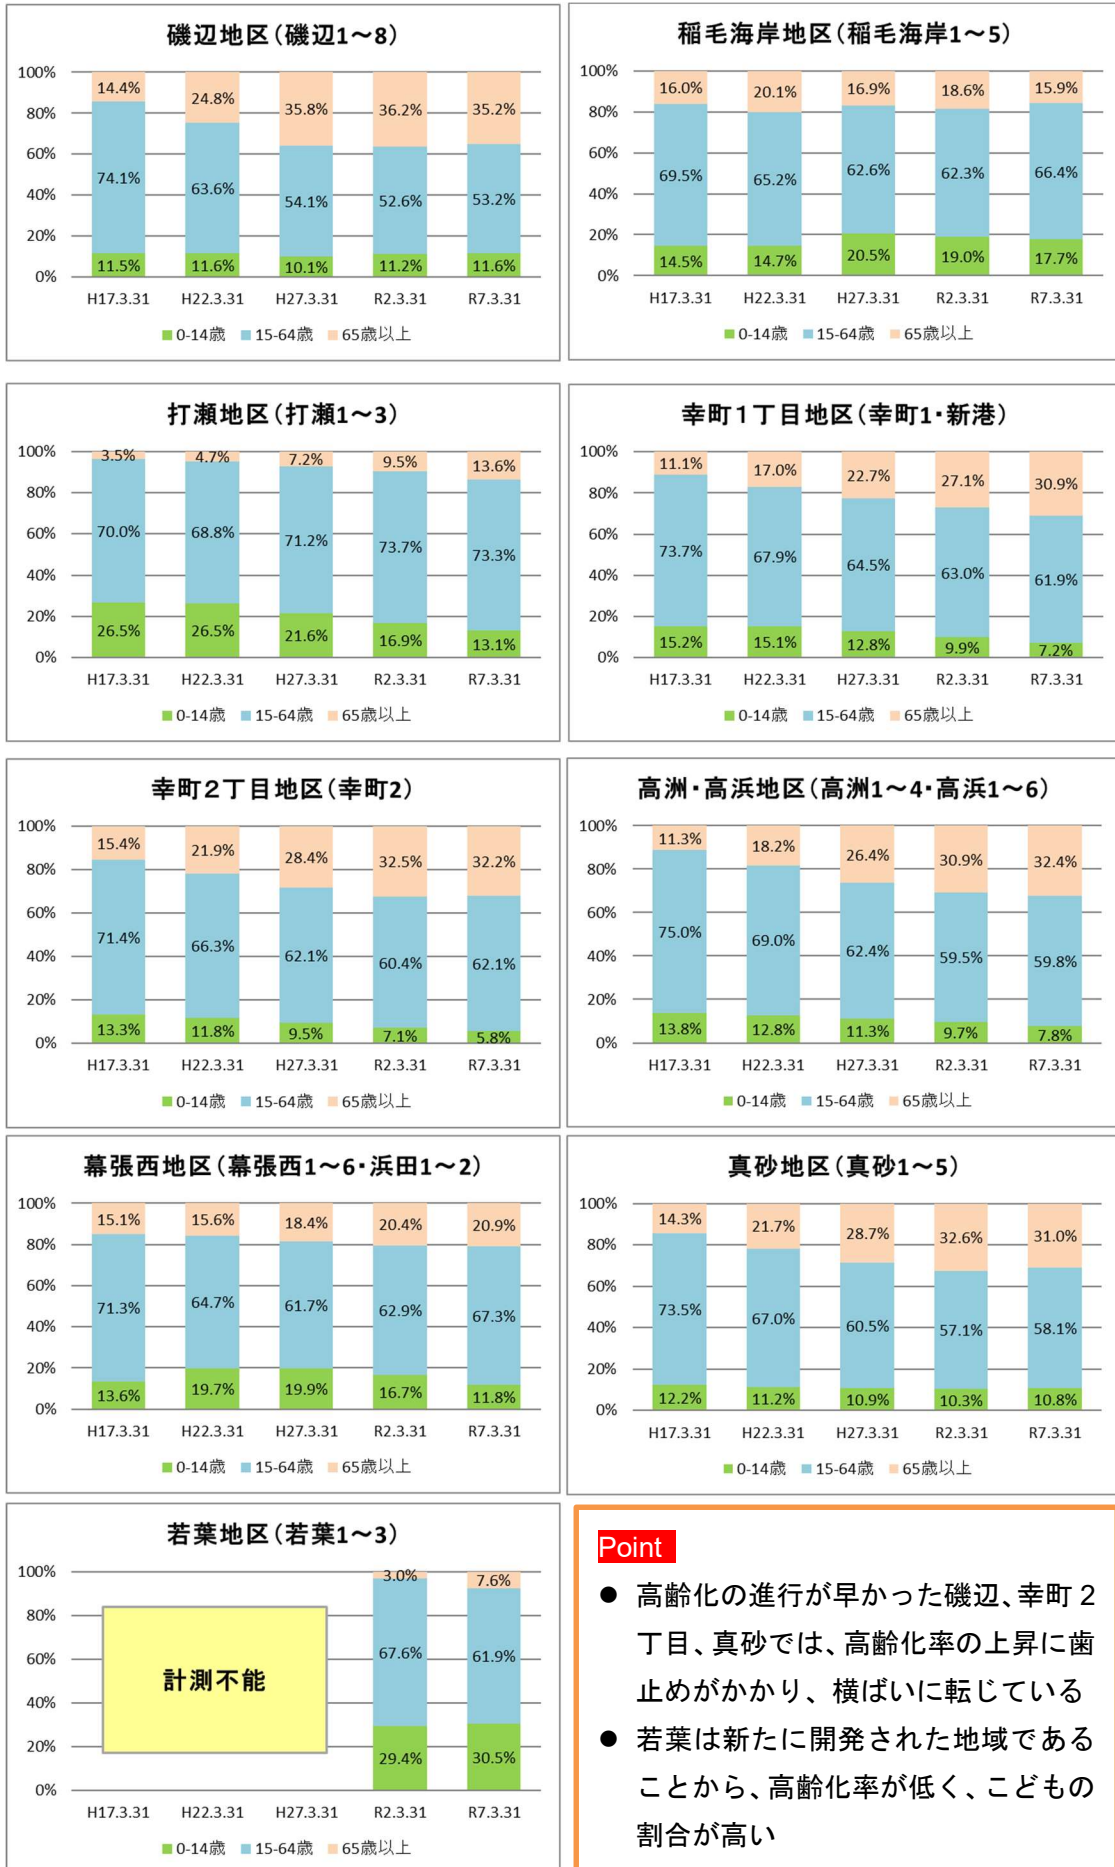 磯辺地区(磯辺1～8)
100%
80%
60%
40%
20%
0%
14.4% 24.8% 35.8% 36.2% 35.2%
74.1% 63.6% 54.1% 52.6% 53.2%
11.5% 11.6% 10.1% 11.2% 11.6%
H17.3.31 H22.3.31 H27.3.31 R2.3.31 R7.3.31
0-14歳 15-64歳 65歳以上
稲毛海岸地区(稲毛海岸1～5)
100%
80%
60%
40%
20%
0%
16.0% 20.1% 16.9% 18.6% 15.9%
69.5% 65.2% 62.6% 62.3% 66.4%
14.5% 14.7% 20.5% 19.0% 17.7%
H17.3.31 H22.3.31 H27.3.31 R2.3.31 R7.3.31
0-14歳 15-64歳 65歳以上
打瀬地区(打瀬1～3)
100%
80%
60%
40%
20%
0%
3.5% 4.7% 7.2% 9.5% 13.6%
70.0% 68.8% 71.2% 73.7% 73.3%
26.5% 26.5% 21.6% 16.9% 13.1%
H17.3.31 H22.3.31 H27.3.31 R2.3.31 R7.3.31
0-14歳 15-64歳 65歳以上
幸町1丁目地区(幸町1・新港)
100%
80%
60%
40%
20%
0%
11.1% 17.0% 22.7% 27.1% 30.9%
73.7% 67.9% 64.5% 63.0% 61.9%
15.2% 15.1% 12.8% 9.9% 7.2%
H17.3.31 H22.3.31 H27.3.31 R2.3.31 R7.3.31
0-14歳 15-64歳 65歳以上
幸町2丁目地区(幸町2)
100%
80%
60%
40%
20%
0%
15.4% 21.9% 28.4% 32.5% 32.2%
71.4% 66.3% 62.1% 60.4% 62.1%
13.3% 11.8% 9.5% 7.1% 5.8%
H17.3.31 H22.3.31 H27.3.31 R2.3.31 R7.3.31
0-14歳 15-64歳 65歳以上
高洲・高浜地区(高洲1～4・高浜1～6)
100%
80%
60%
40%
20%
0%
11.3% 18.2% 26.4% 30.9% 32.4%
75.0% 69.0% 62.4% 59.5% 59.8%
13.8% 12.8% 11.3% 9.7% 7.8%
H17.3.31 H22.3.31 H27.3.31 R2.3.31 R7.3.31
0-14歳 15-64歳 65歳以上
幕張西地区(幕張西1～6・浜田1～2)
100%
80%
60%
40%
20%
0%
15.1% 15.6% 18.4% 20.4% 20.9%
71.3% 64.7% 61.7% 62.9% 67.3%
13.6% 19.7% 19.9% 16.7% 11.8%
H17.3.31 H22.3.31 H27.3.31 R2.3.31 R7.3.31
0-14歳 15-64歳 65歳以上
真砂地区(真砂1～5)
100%
80%
60%
40%
20%
0%
14.3% 21.7% 28.7% 32.6% 31.0%
73.5% 67.0% 60.5% 57.1% 58.1%
12.2% 11.2% 10.9% 10.3% 10.8%
H17.3.31 H22.3.31 H27.3.31 R2.3.31 R7.3.31
0-14歳 15-64歳 65歳以上
若葉地区(若葉1～3)
100%
80%
60%
40%
20%
0%
計測不能
3.0% 7.6%
67.6% 61.9%
29.4% 30.5%
H17.3.31 H22.3.31 H27.3.31 R2.3.31 R7.3.31
0-14歳 15-64歳 65歳以上
Point
● 高齢化の進行が早かった磯辺、幸町2
丁目、真砂では、高齢化率の上昇に歯
止めがかかり、横ばいに転じている
● 若葉は新たに開発された地域である
ことから、高齢化率が低く、こどもの
割合が高い